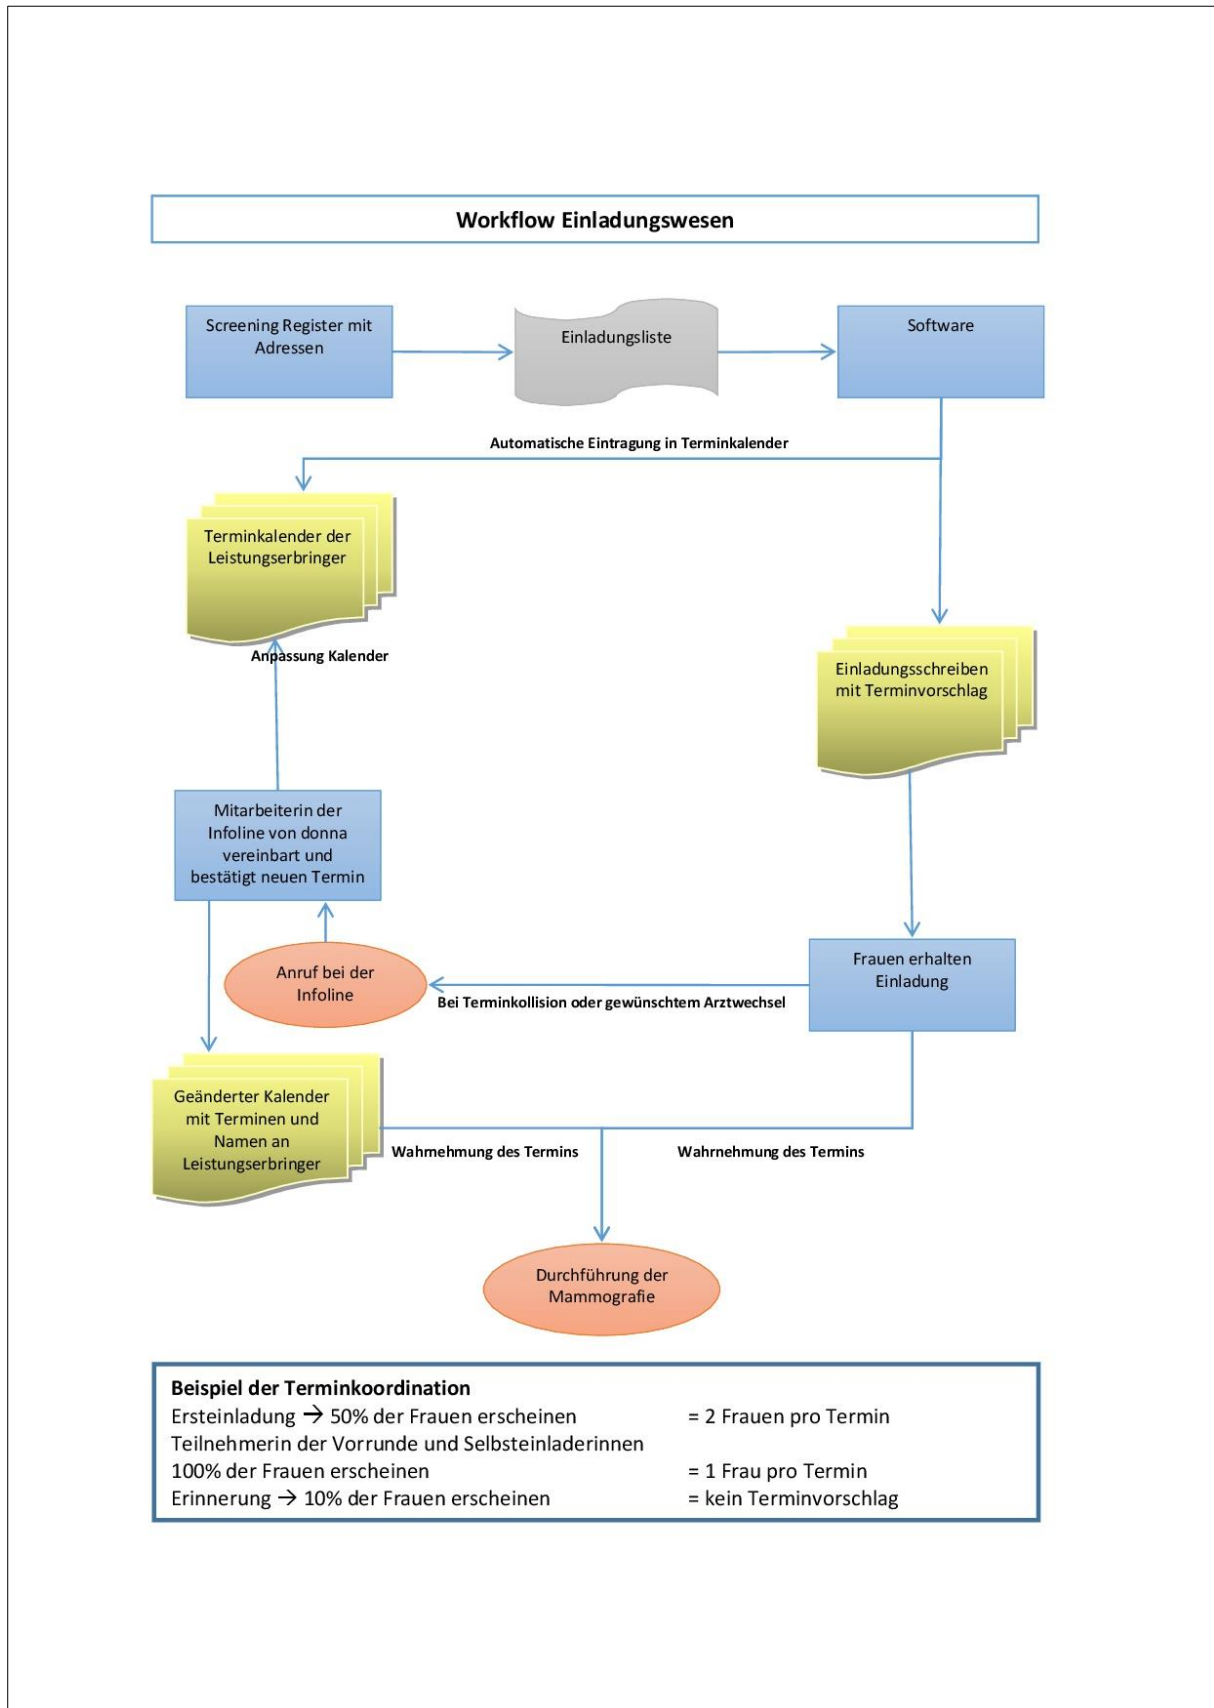 Workflow Einladungswesen
Screening Register mit
Adressen
Einladungsliste
Software
Automatische Eintragung in Terminkalender
Terminkalender der
Leistungserbringer
Anpassung Kalender
Einladungsschreiben
mit Terminvorschlag
Mitarbeiterin der
Infoline von donna
vereinbart und
bestätigt neuen Termin
Frauen erhalten
Einladung
Anruf bei der
Infoline
Bei Terminkollision oder gewünschtem Arztwechsel
Geänderter Kalender
mit Terminen und
Namen an
Leistungserbringer
Wahrnehmung des Termins
Wahrnehmung des Termins
Durchführung der
Mammografie
Beispiel der Terminkoordination
Ersteinladung → 50% der Frauen erscheinen = 2 Frauen pro Termin
Teilnehmerin der Vorrunde und Selbsteinladerinnen
100% der Frauen erscheinen = 1 Frau pro Termin
Erinnerung → 10% der Frauen erscheinen = kein Terminvorschlag